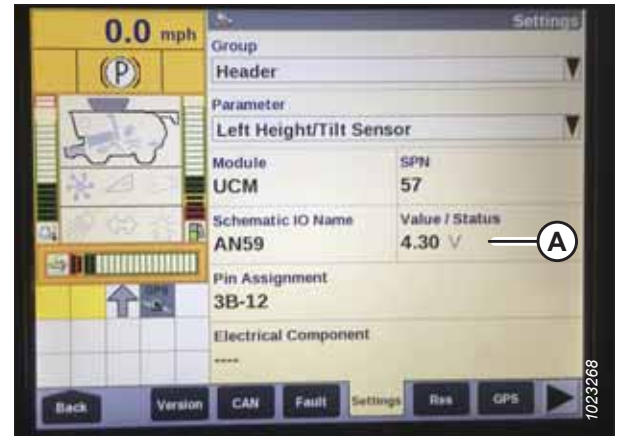 0.0 mph
Settings
(P)
Group
Header
Parameter
Left Height/Tilt Sensor
Module
SPN
UCM
57
Schematic IO Name
Value / Status
AN59
4.30 V
A
Pin Assignment
3B-12
GPS
Electrical Component
----
Back
Version
CAN
Fault
Settings
Res
GPS
1023268